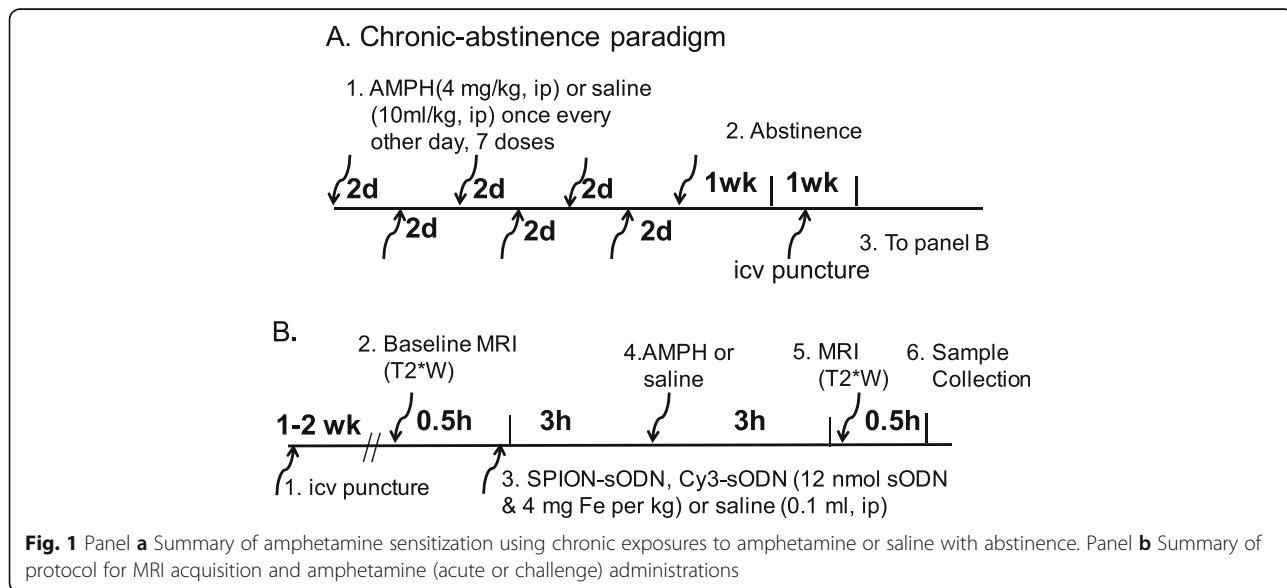 A. Chronic-abstinence paradigm
1. AMPH(4 mg/kg, ip) or saline
(10ml/kg, ip) once every
other day, 7 doses
2. Abstinence
2d 2d 2d 1wk 1wk
2d 2d 2d
3. To panel B
icv puncture
B.
2. Baseline MRI
(T2*W)
4.AMPH or
saline
5. MRI
(T2*W)
6. Sample
Collection
1-2 wk 0.5h 3h 3h 0.5h
1. icv puncture
3. SPION-sODN, Cy3-sODN (12 nmol sODN
& 4 mg Fe per kg) or saline (0.1 ml, ip)
Fig. 1 Panel a Summary of amphetamine sensitization using chronic exposures to amphetamine or saline with abstinence. Panel b Summary of
protocol for MRI acquisition and amphetamine (acute or challenge) administrations